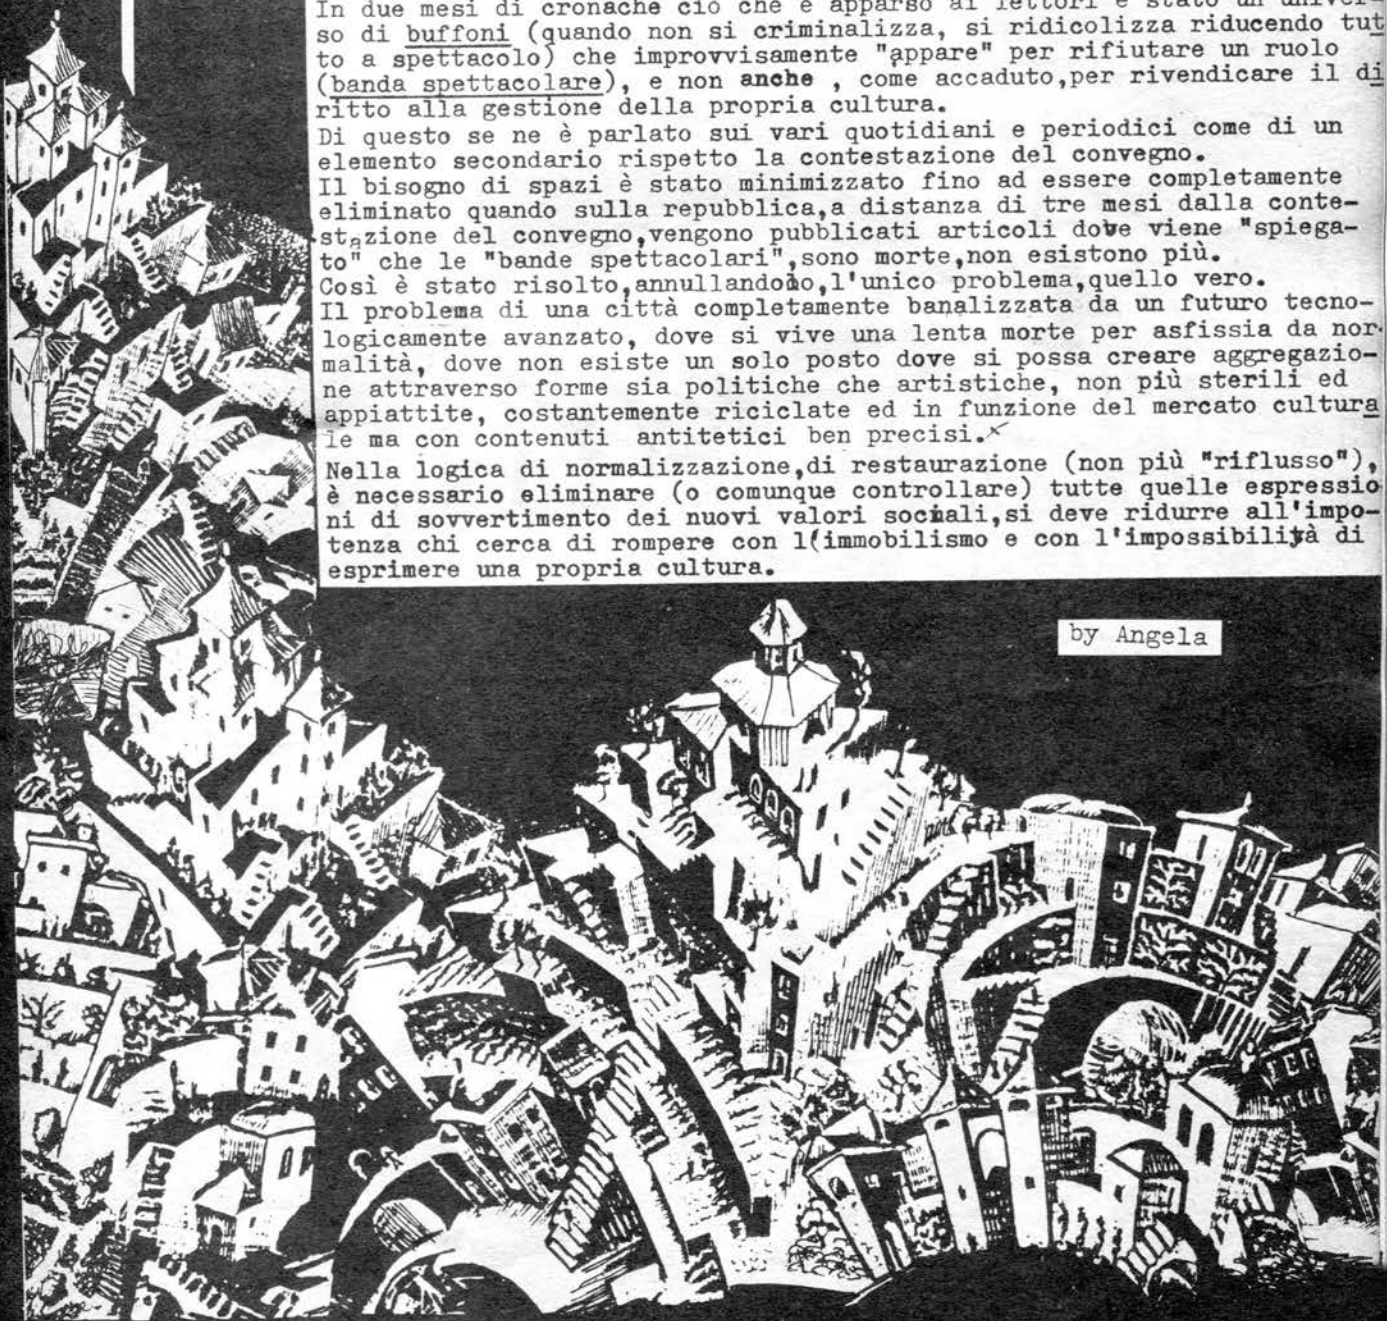 In due mesi di cronache ciò che è apparso ai lettori è stato un univer
so di buffoni (quando non si criminalizza, si ridicolizza riducendo tut
to a spettacolo) che improvvisamente "appare" per rifiutare un ruolo
(banda spettacolare), e non anche , come accaduto,per rivendicare il di
ritto alla gestione della propria cultura.
Di questo se ne è parlato sui vari quotidiani e periodici come di un
elemento secondario rispetto la contestazione del convegno.
Il bisogno di spazi è stato minimizzato fino ad essere completamente
eliminato quando sulla repubblica,a distanza di tre mesi dalla conte-
stazione del convegno,vengono pubblicati articoli dove viene "spiega-
to" che le "bande spettacolari",sono morte,non esistono più.
Così è stato risolto,annullandolo,l'unico problema,quello vero.
Il problema di una città completamente banalizzata da un futuro tecno-
logicamente avanzato, dove si vive una lenta morte per asfissia da nor-
malità, dove non esiste un solo posto dove si possa creare aggregazio-
ne attraverso forme sia politiche che artistiche, non più sterili ed
appiattite, costantemente riciclate ed in funzione del mercato cultura
le ma con contenuti antitetici ben precisi.
Nella logica di normalizzazione,di restaurazione (non più "riflusso"),
è necessario eliminare (o comunque controllare) tutte quelle espressio
ni di sovvertimento dei nuovi valori sociali,si deve ridurre all'impo-
tenza chi cerca di rompere con l(immobilismo e con l'impossibilità di
esprimere una propria cultura.
by Angela